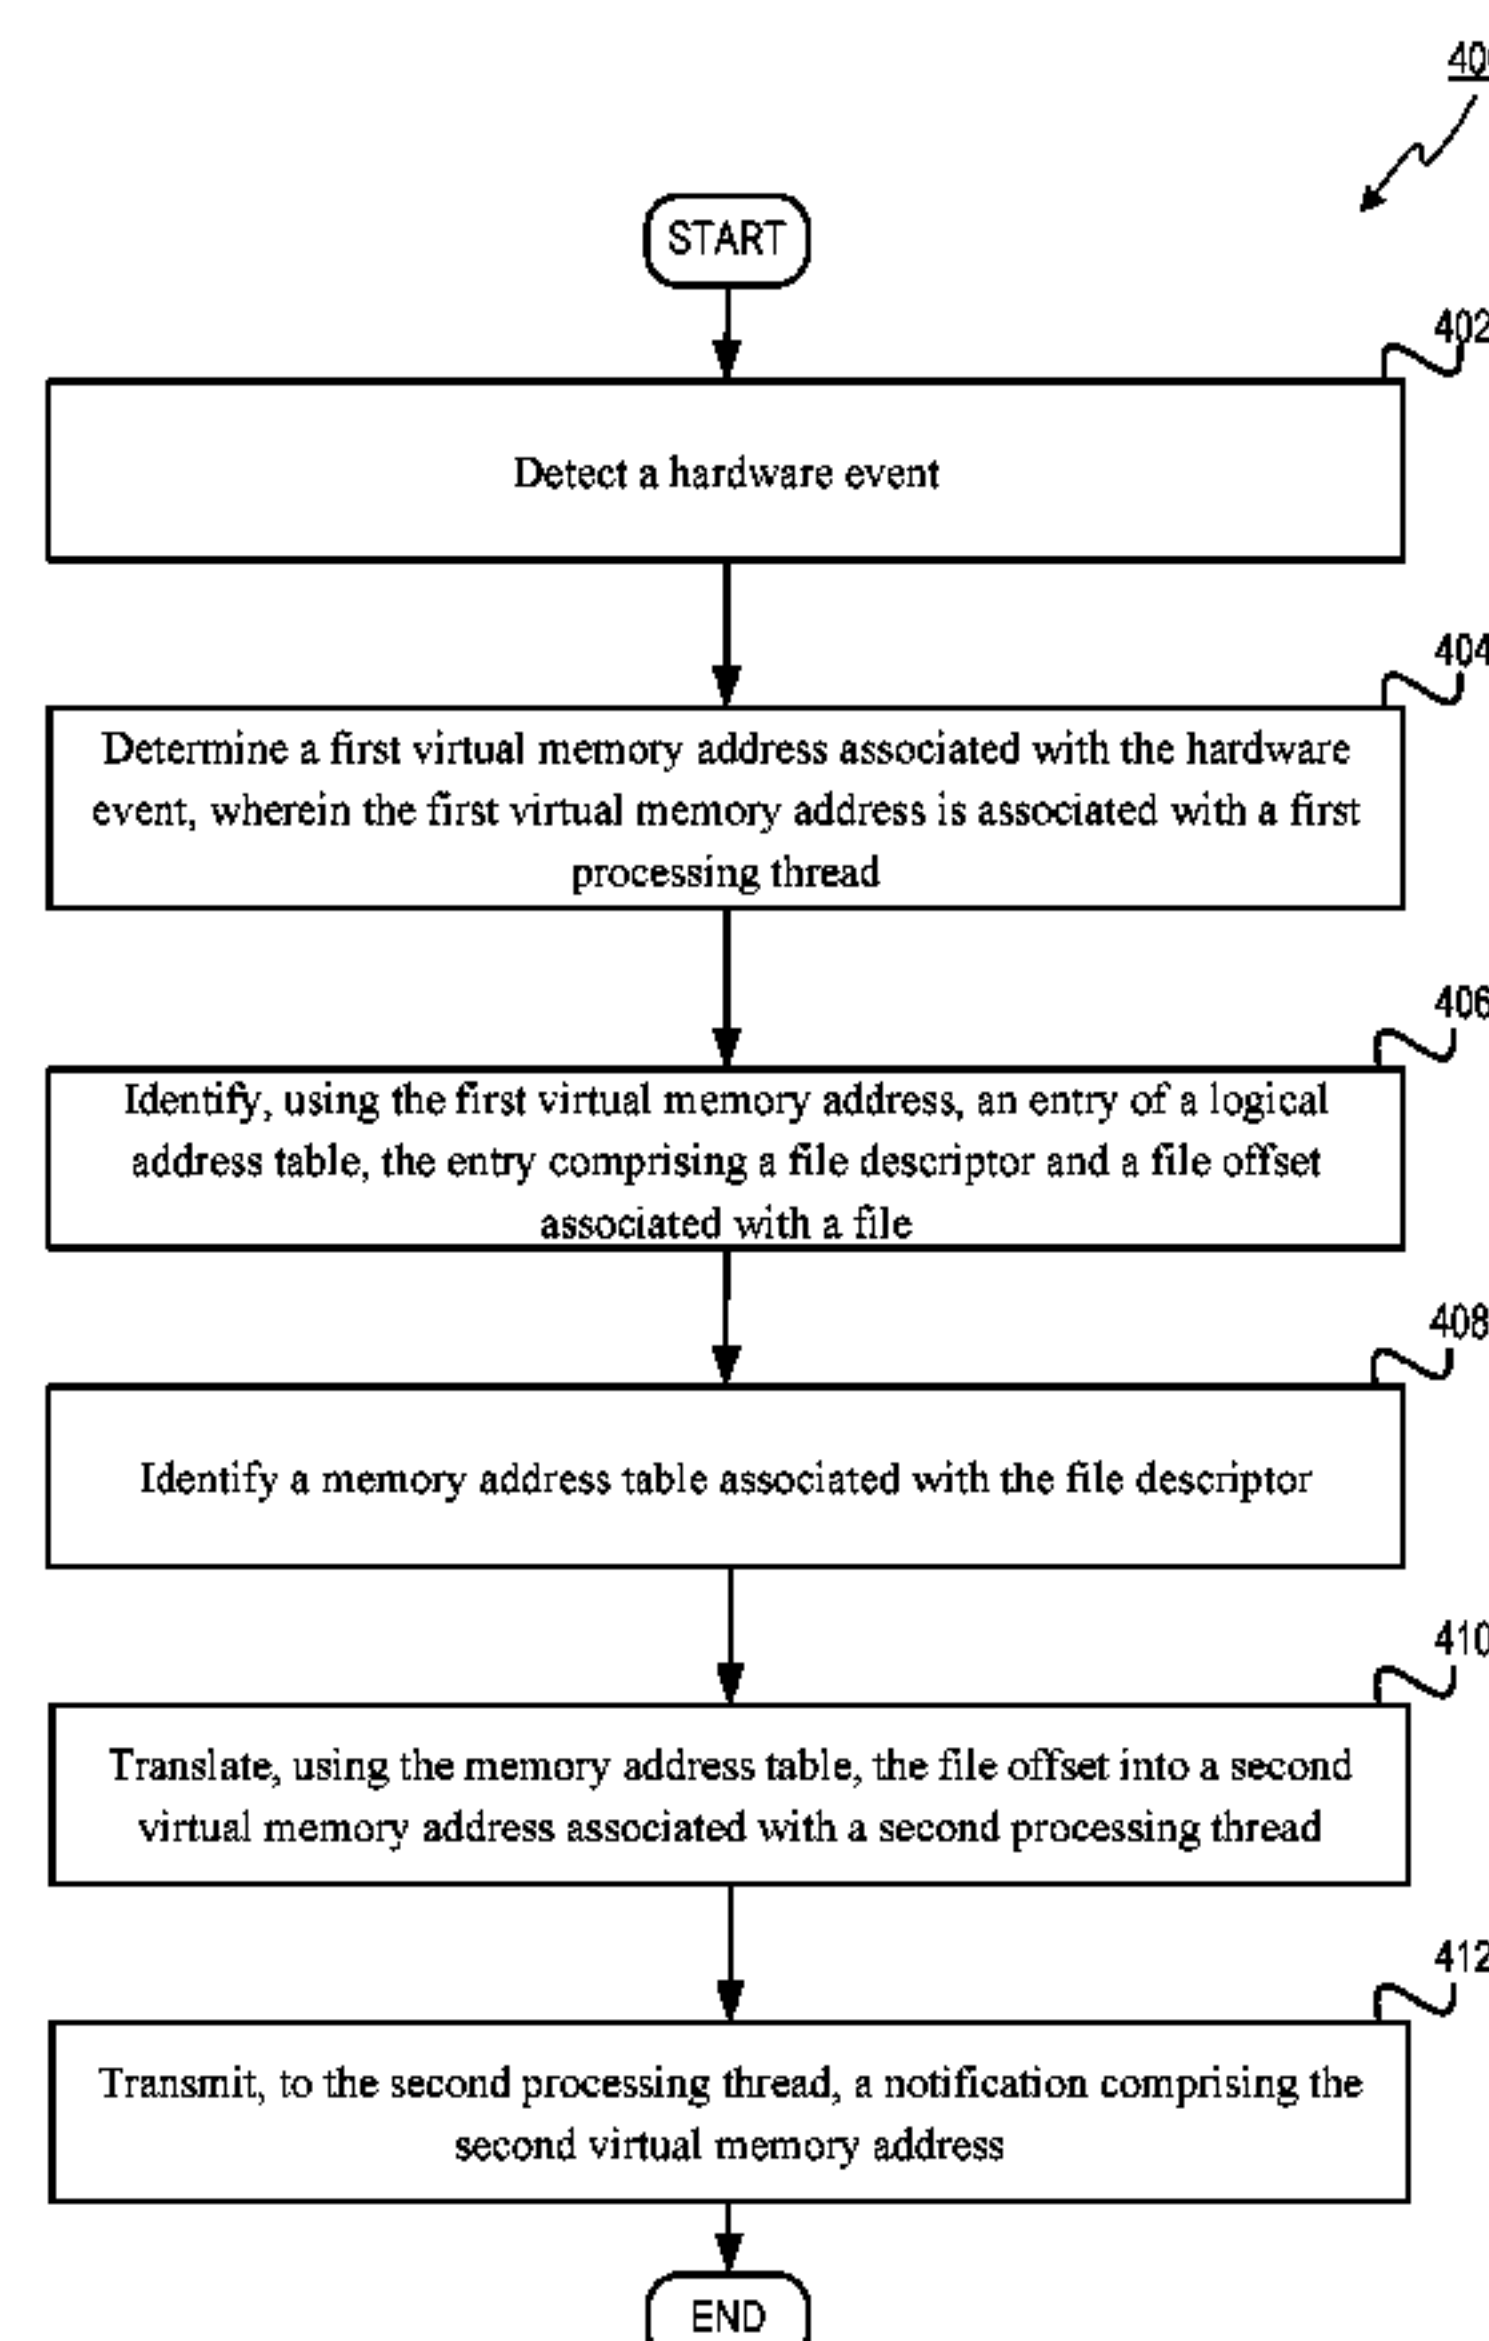 START
402
Detect a hardware event
404
Determine a first virtual memory address associated with the hardware
event, wherein the first virtual memory address is associated with a first
processing thread
406
Identify, using the first virtual memory address, an entry of a logical
address table, the entry comprising a file descriptor and a file offset
associated with a file
408
Identify a memory address table associated with the file descriptor
410
Translate, using the memory address table, the file offset into a second
virtual memory address associated with a second processing thread
412
Transmit, to the second processing thread, a notification comprising the
second virtual memory address
END